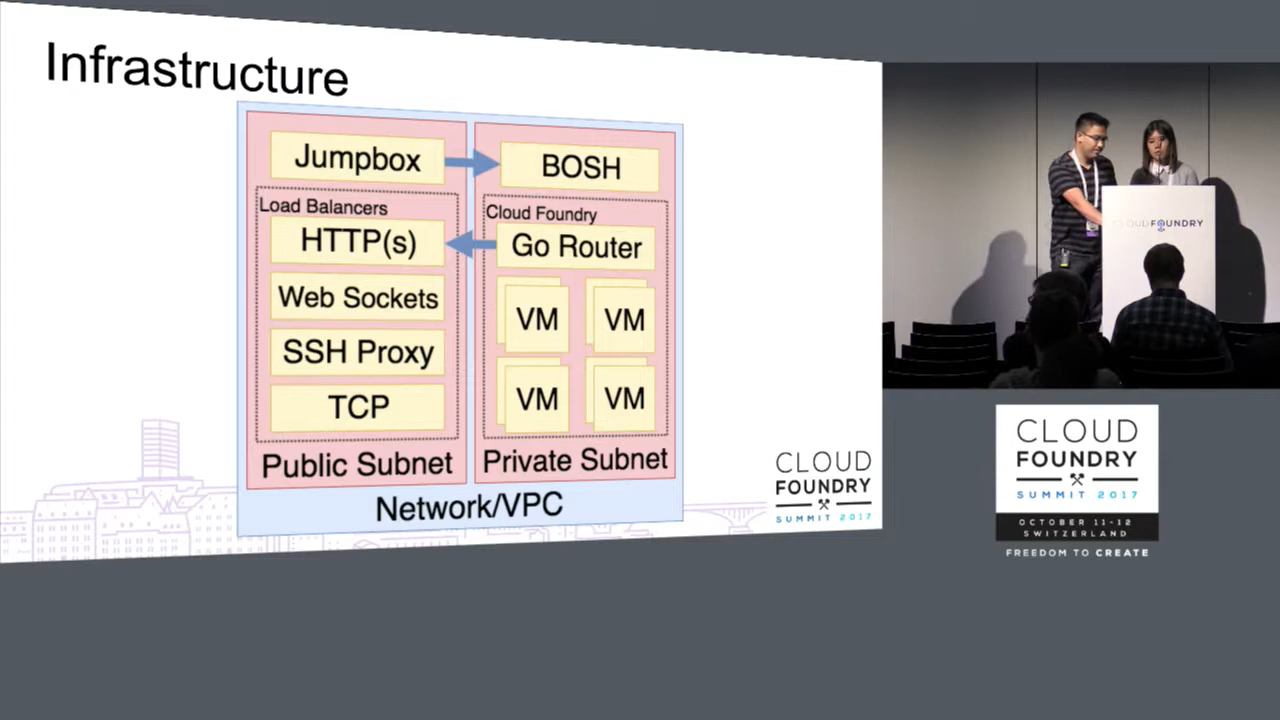 Infrastructure
Jumpbox
BOSH
Load Balancers
HTTP(s)
Web Sockets
SSH Proxy
TCP
Public Subnet
Cloud Foundry
Go Router
VM
VM
VM
VM
Private Subnet
Network/VPC
CLOUD
FOUNDRY
SUMMIT 2017
CLOUD FOUNDRY
CLOUD
FOUNDRY
SUMMIT 2017
OCTOBER 11-12
SWITZERLAND
FREEDOM TO CREATE